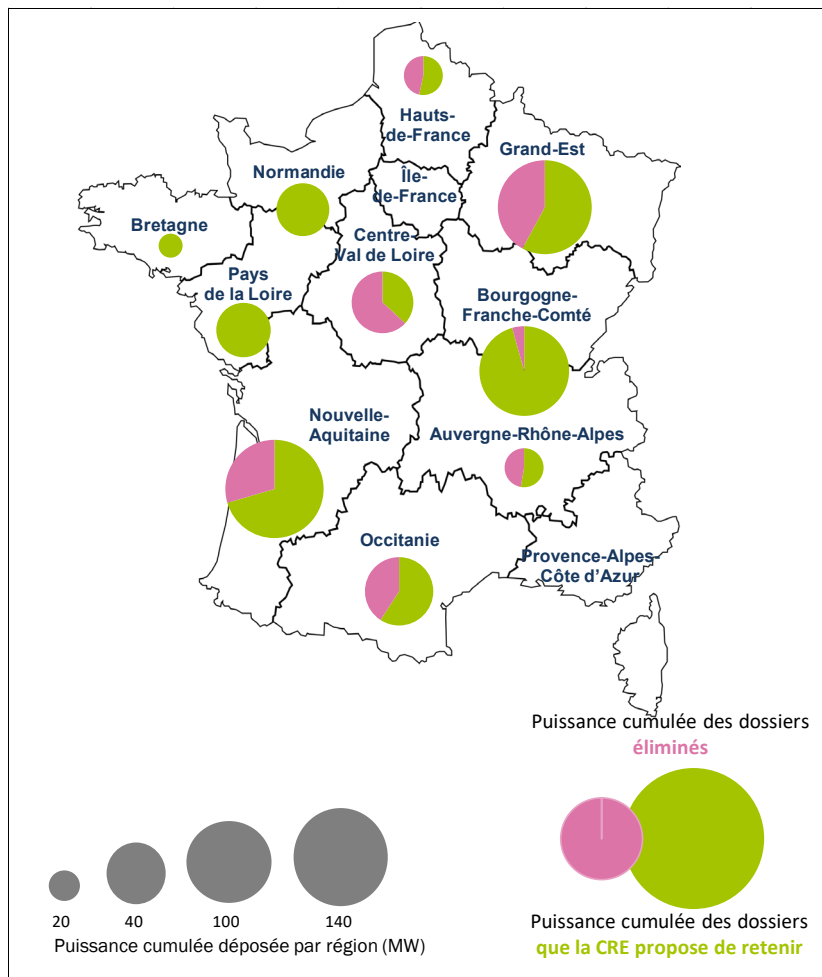 Hauts-
de-France
Grand-Est
Normandie
Île-
de-France
Bretagne
Centre-
Val de Loire
Pays
de la Loire
Bourgogne-
Franche-Comté
Nouvelle-
Aquitaine
Auvergne-Rhône-Alpes
Occitanie
Provence-Alpes-
Côte d'Azur
Puissance cumulée des dossiers
éliminés
20
40
100
140
Puissance cumulée déposée par région (MW)
Puissance cumulée des dossiers
que la CRE propose de retenir